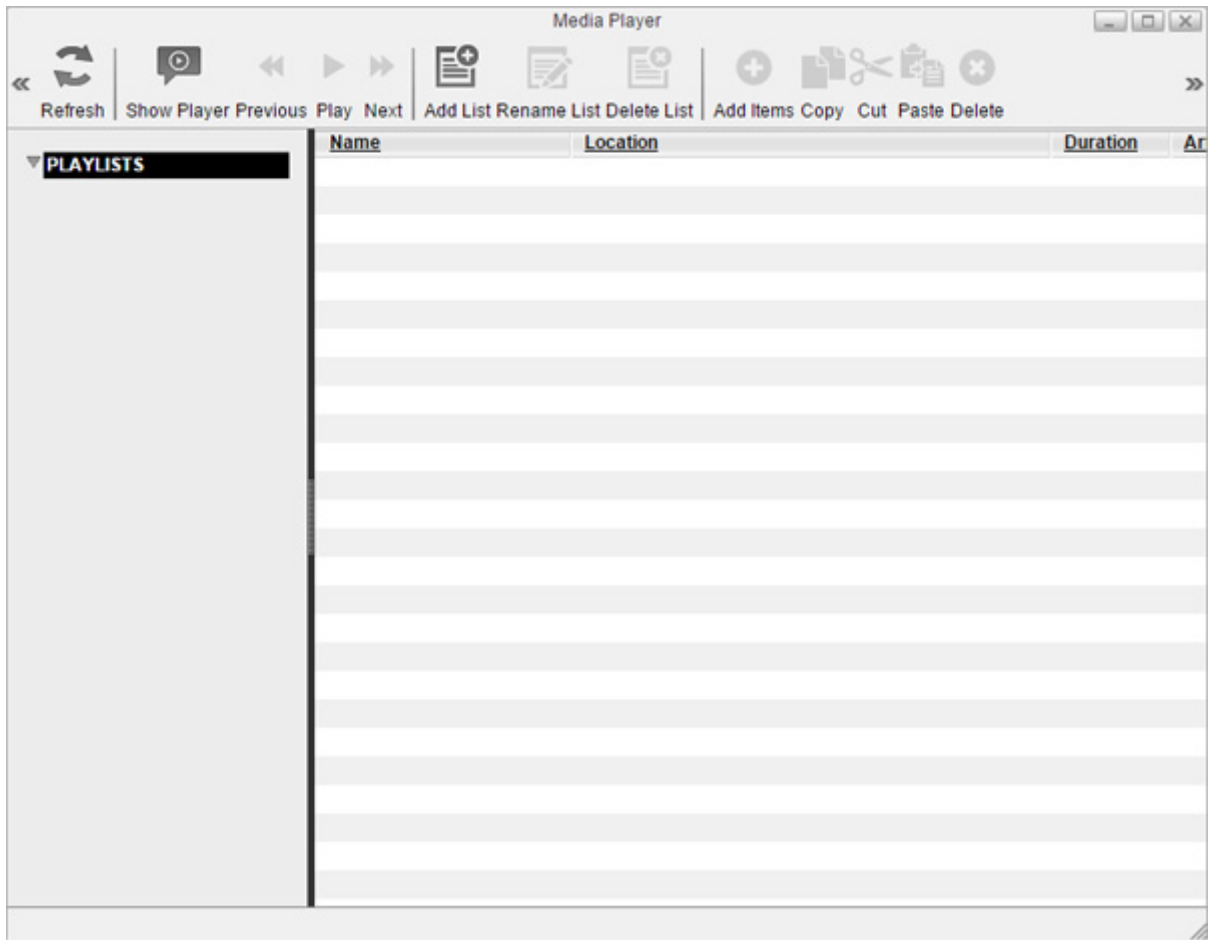 Media Player
Refresh Show Player Previous Play Next Add List Rename List Delete List Add Items Copy Cut Paste Delete
PLAYLISTS
Name Location Duration Ar